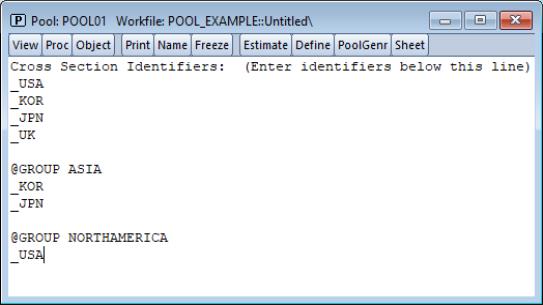 P Pool: POOL01 Workfile: POOL_EXAMPLE::Untitled\
View Proc Object Print Name Freeze Estimate Define PoolGenr Sheet
Cross Section Identifiers: (Enter identifiers below this line)
_USA
_KOR
_JPN
_UK
@GROUP ASIA
_KOR
_JPN
@GROUP NORTHAMERICA
_USA